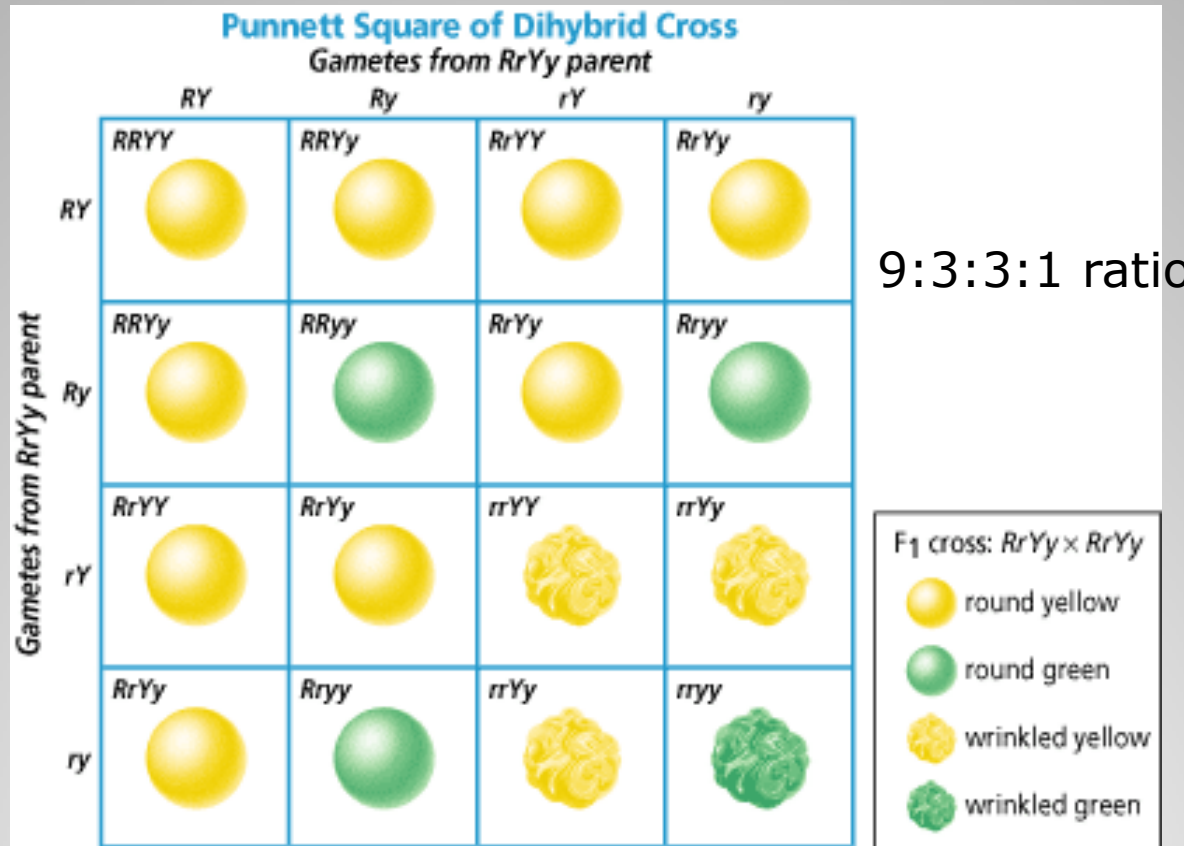 Punnett Square of Dihybrid Cross
Gametes from RrYy parent
RY Ry rY ry
Gametes from RrYy parent
RY
RRYY RRYy RrYY RrYy
9:3:3:1 ratio
Ry
RRYy RRyy RrYy Rryy
rY
RrYY RrYy rrYY rrYy
ry
RrYy Rryy rrYy rryy
F1 cross: RrYy × RrYy
round yellow
round green
wrinkled yellow
wrinkled green